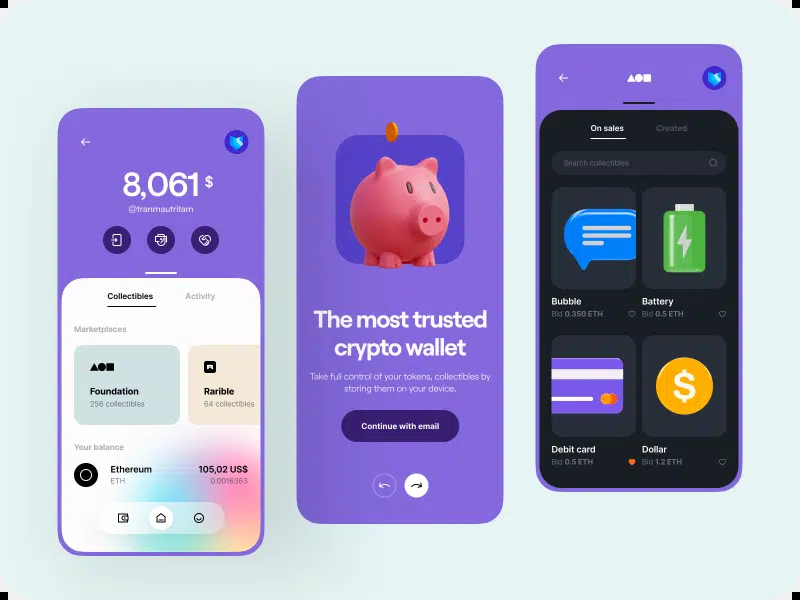 8,061 $
@tranmautritam
Collectibles
Activity
Marketplaces
Foundation
256 collectibles
Rarible
64 collectibles
Your balance
Ethereum
105,02 US$
ETH
0.0016363
The most trusted
crypto wallet
Take full control of your tokens, collectibles by
storing them on your device.
Continue with email
On sales
Created
Search collectibles
Bubble
Bid 0.350 ETH
Battery
Bid 0.5 ETH
$
Debit card
Bid 0.5 ETH
Dollar
Bid 1.2 ETH